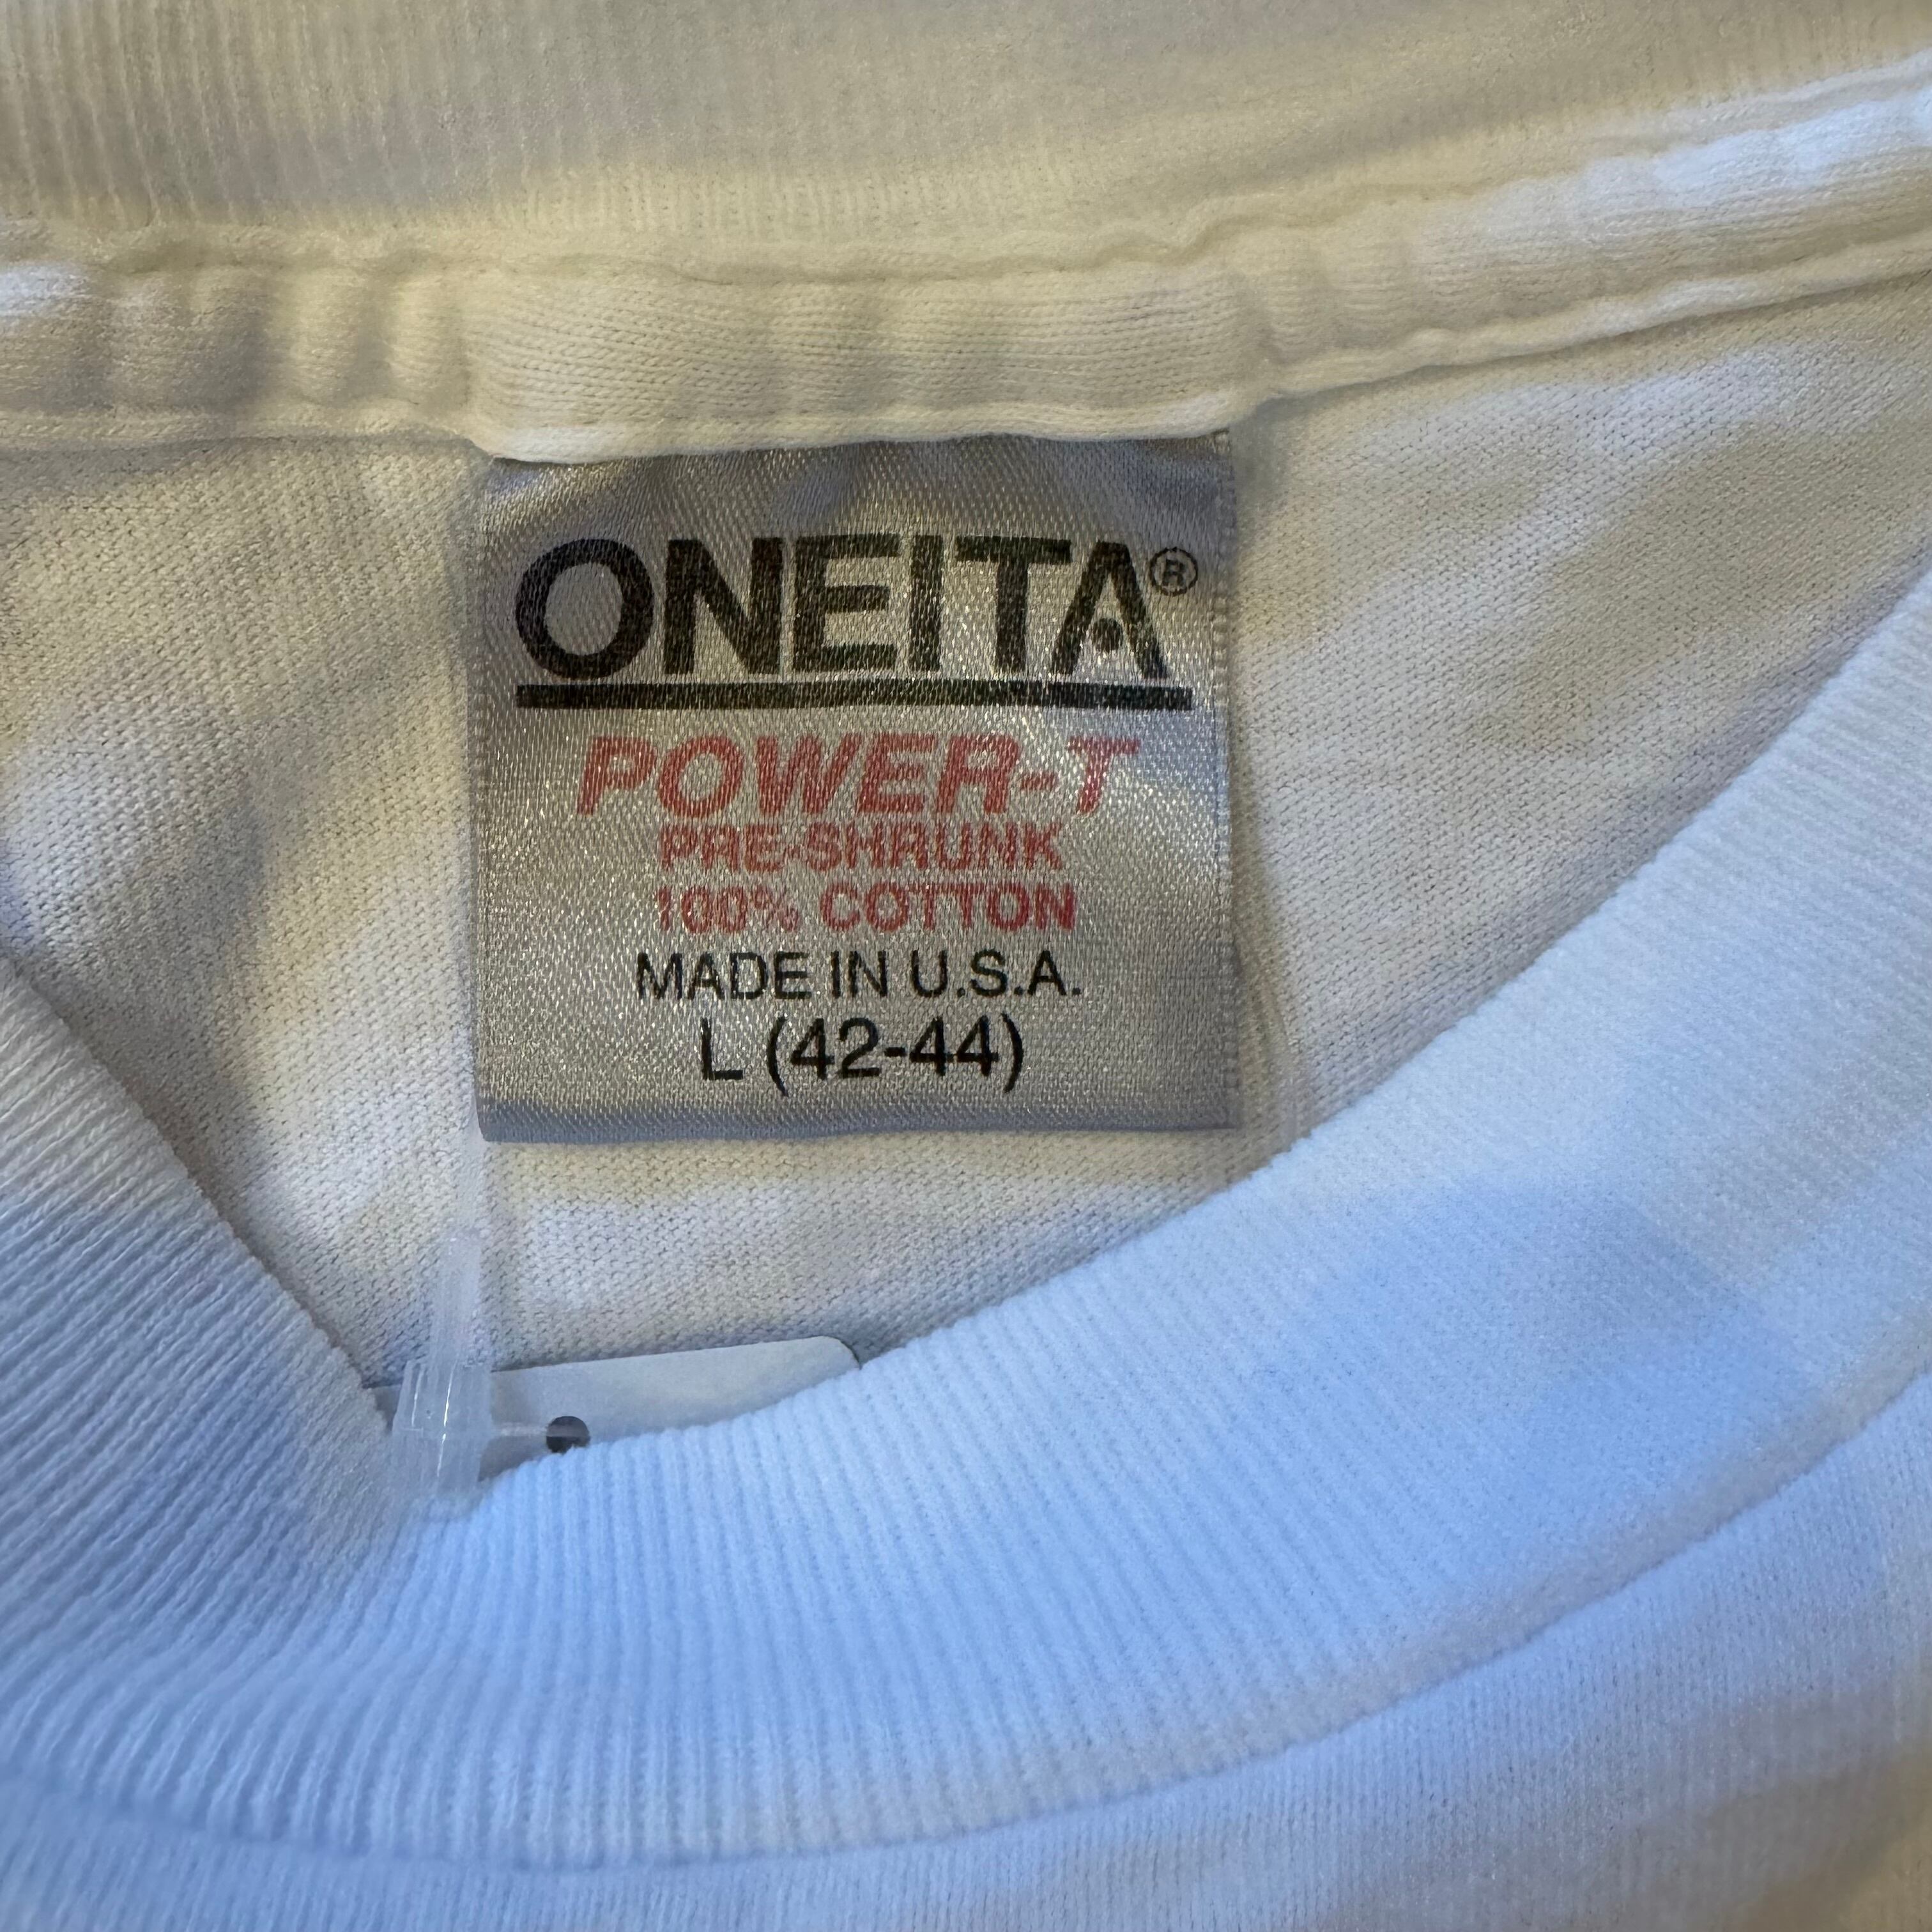 ONEITA®
POWER-T
PRE-SHRUNK
100% COTTON
MADE IN U.S.A.
L (42-44)